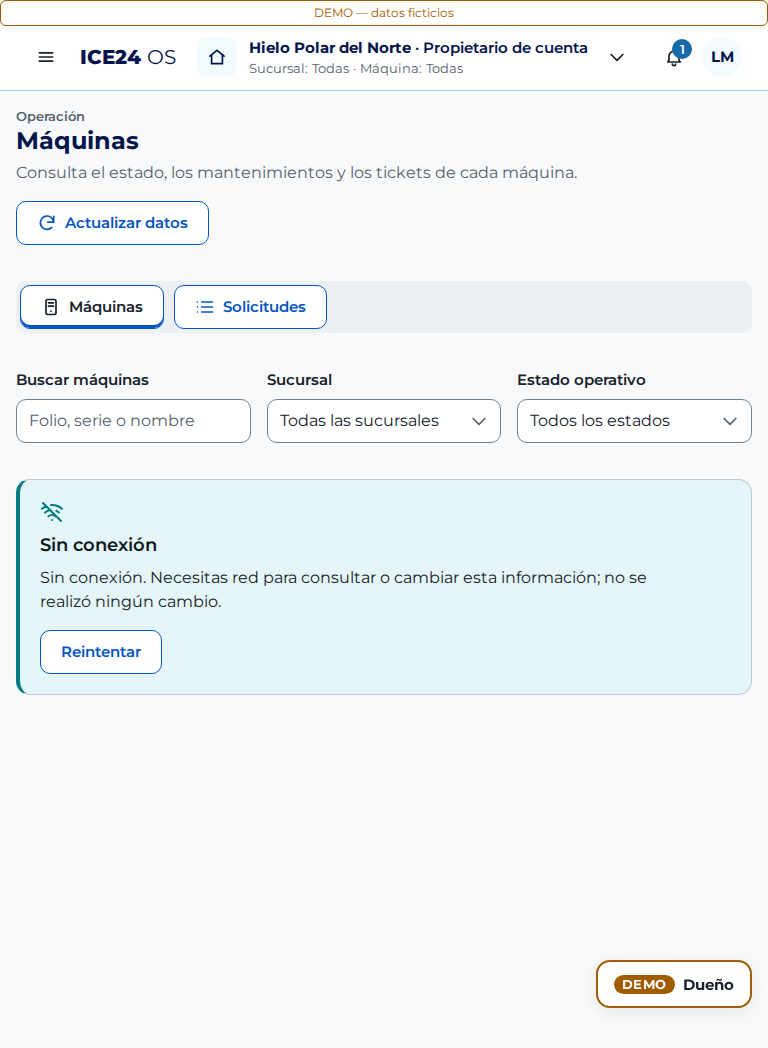 DEMO — datos ficticios
ICE24 OS
Hielo Polar del Norte · Propietario de cuenta
Sucursal: Todas · Máquina: Todas
1
LM
Operación
Máquinas
Consulta el estado, los mantenimientos y los tickets de cada máquina.
Actualizar datos
Máquinas
Solicitudes
Buscar máquinas
Sucursal
Estado operativo
Folio, serie o nombre
Todas las sucursales
Todos los estados
Sin conexión
Sin conexión. Necesitas red para consultar o cambiar esta información; no se
realizó ningún cambio.
Reintentar
DEMO Dueño